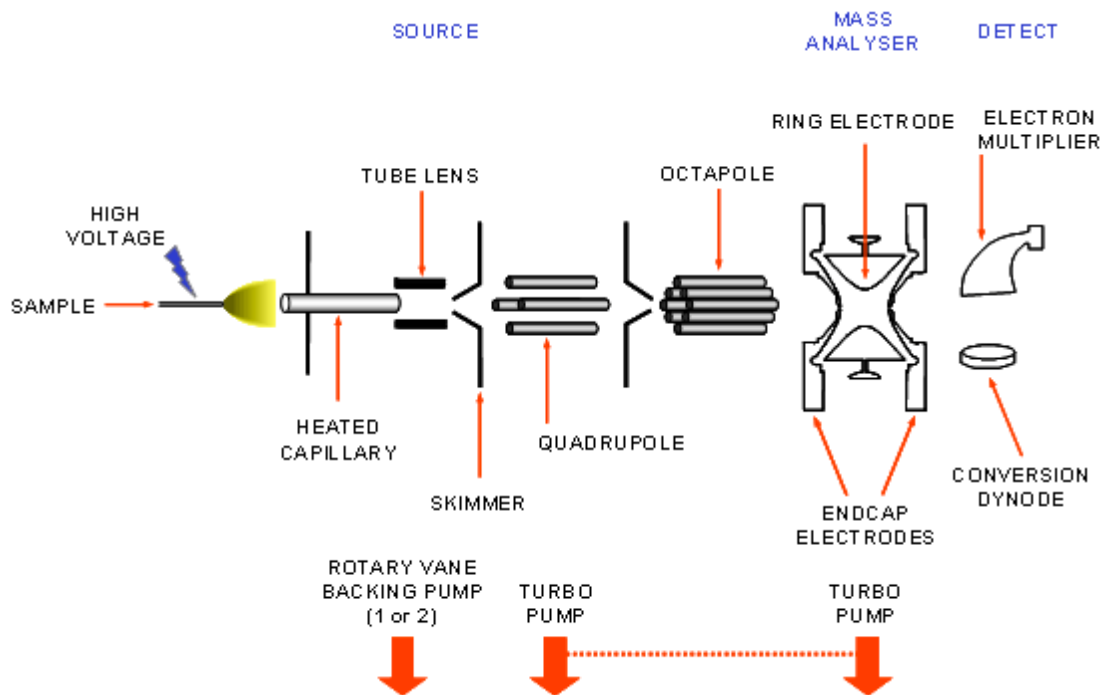 SOURCE
MASS
ANALYSER
DETECT
RING ELECTRODE
ELECTRON
MULTIPLIER
TUBE LENS
OCTAPOLE
HIGH
VOLTAGE
SAMPLE
HEATED
CAPILLARY
QUADRUPOLE
SKIMMER
CONVERSION
DYNODE
ENDCAP
ELECTRODES
ROTARY VANE
BACKING PUMP
(1 or 2)
TURBO
PUMP
TURBO
PUMP